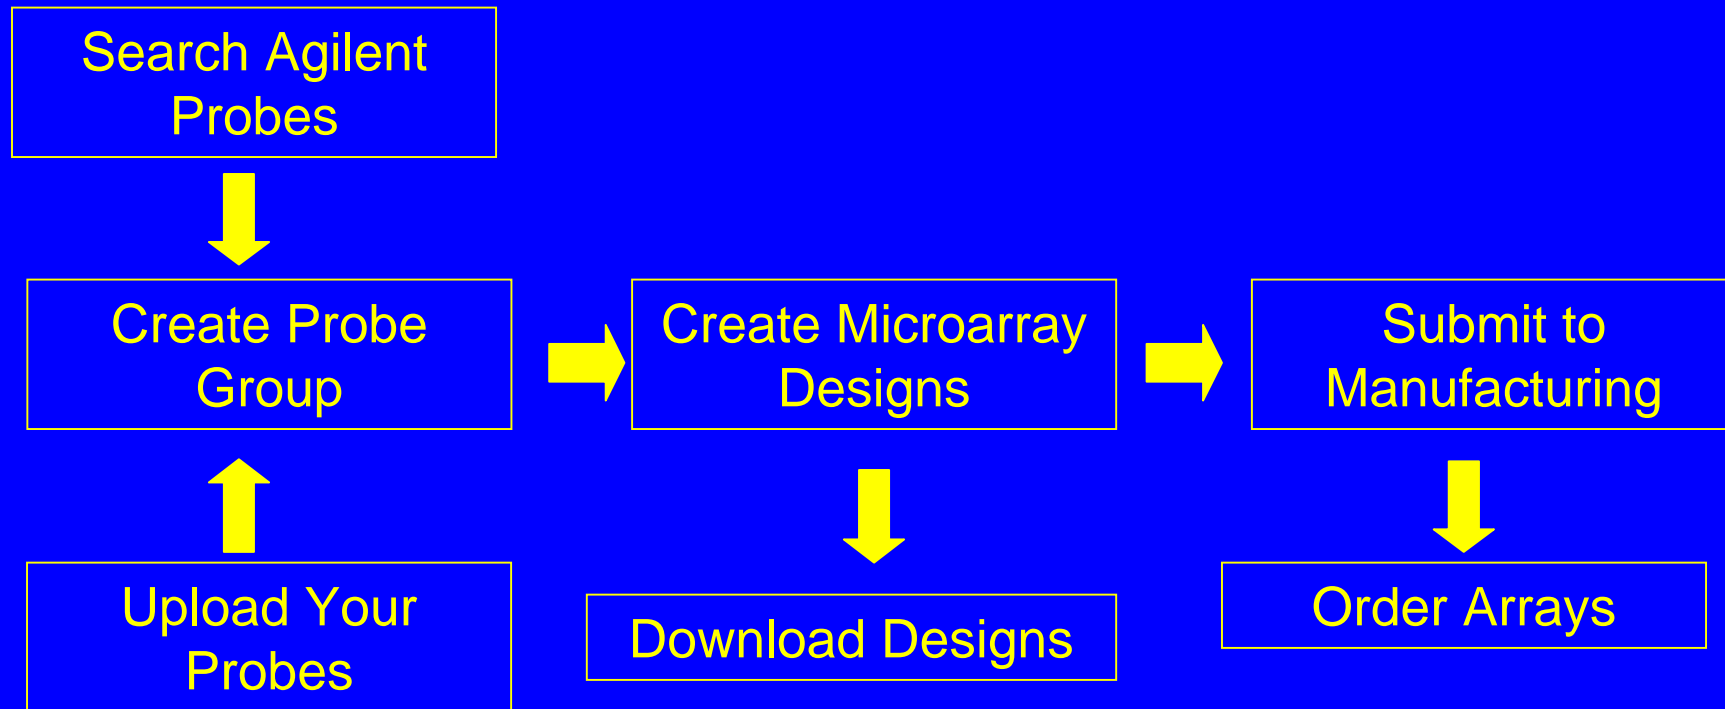 Search Agilent
Probes
Create Probe
Group
Create Microarray
Designs
Submit to
Manufacturing
Upload Your
Probes
Download Designs
Order Arrays